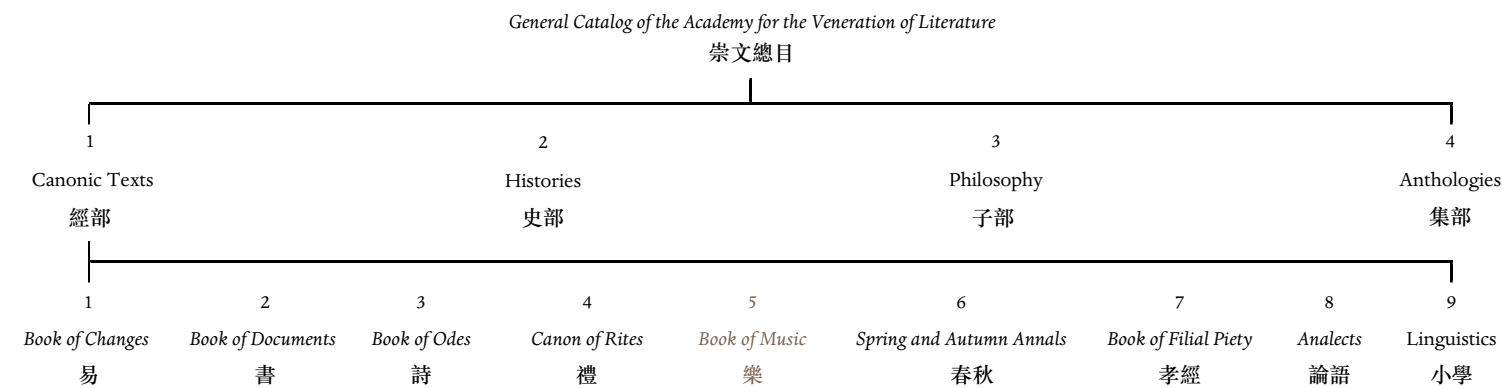 General Catalog of the Academy for the Veneration of Literature
崇文總目
1 2 3 4
Canonic Texts Histories Philosophy Anthologies
經部 史部 子部 集部
1 2 3 4 5 6 7 8 9
Book of Changes Book of Documents Book of Odes Canon of Rites Book of Music Spring and Autumn Annals Book of Filial Piety Analects Linguistics
易 書 詩 禮 樂 春秋 孝經 論語 小學